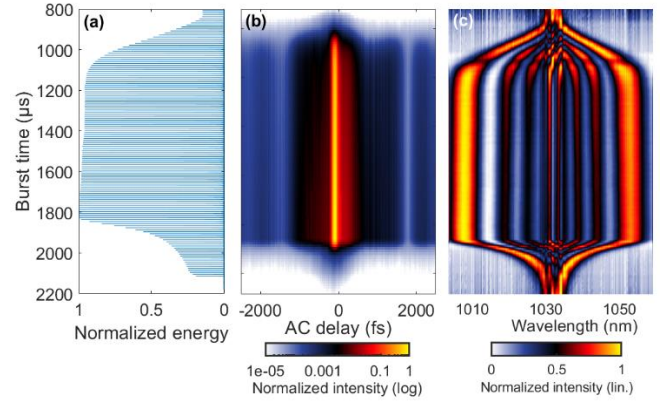 (a)
(b)
(c)
800
1000
1200
1400
1600
1800
2000
2200
Burst time (µs)
1 0.5 0
Normalized energy
-2000 0 2000
AC delay (fs)
1010 1030 1050
Wavelength (nm)
1e-05 0.001 0.1 1
Normalized intensity (log)
0 0.5 1
Normalized intensity (lin.)